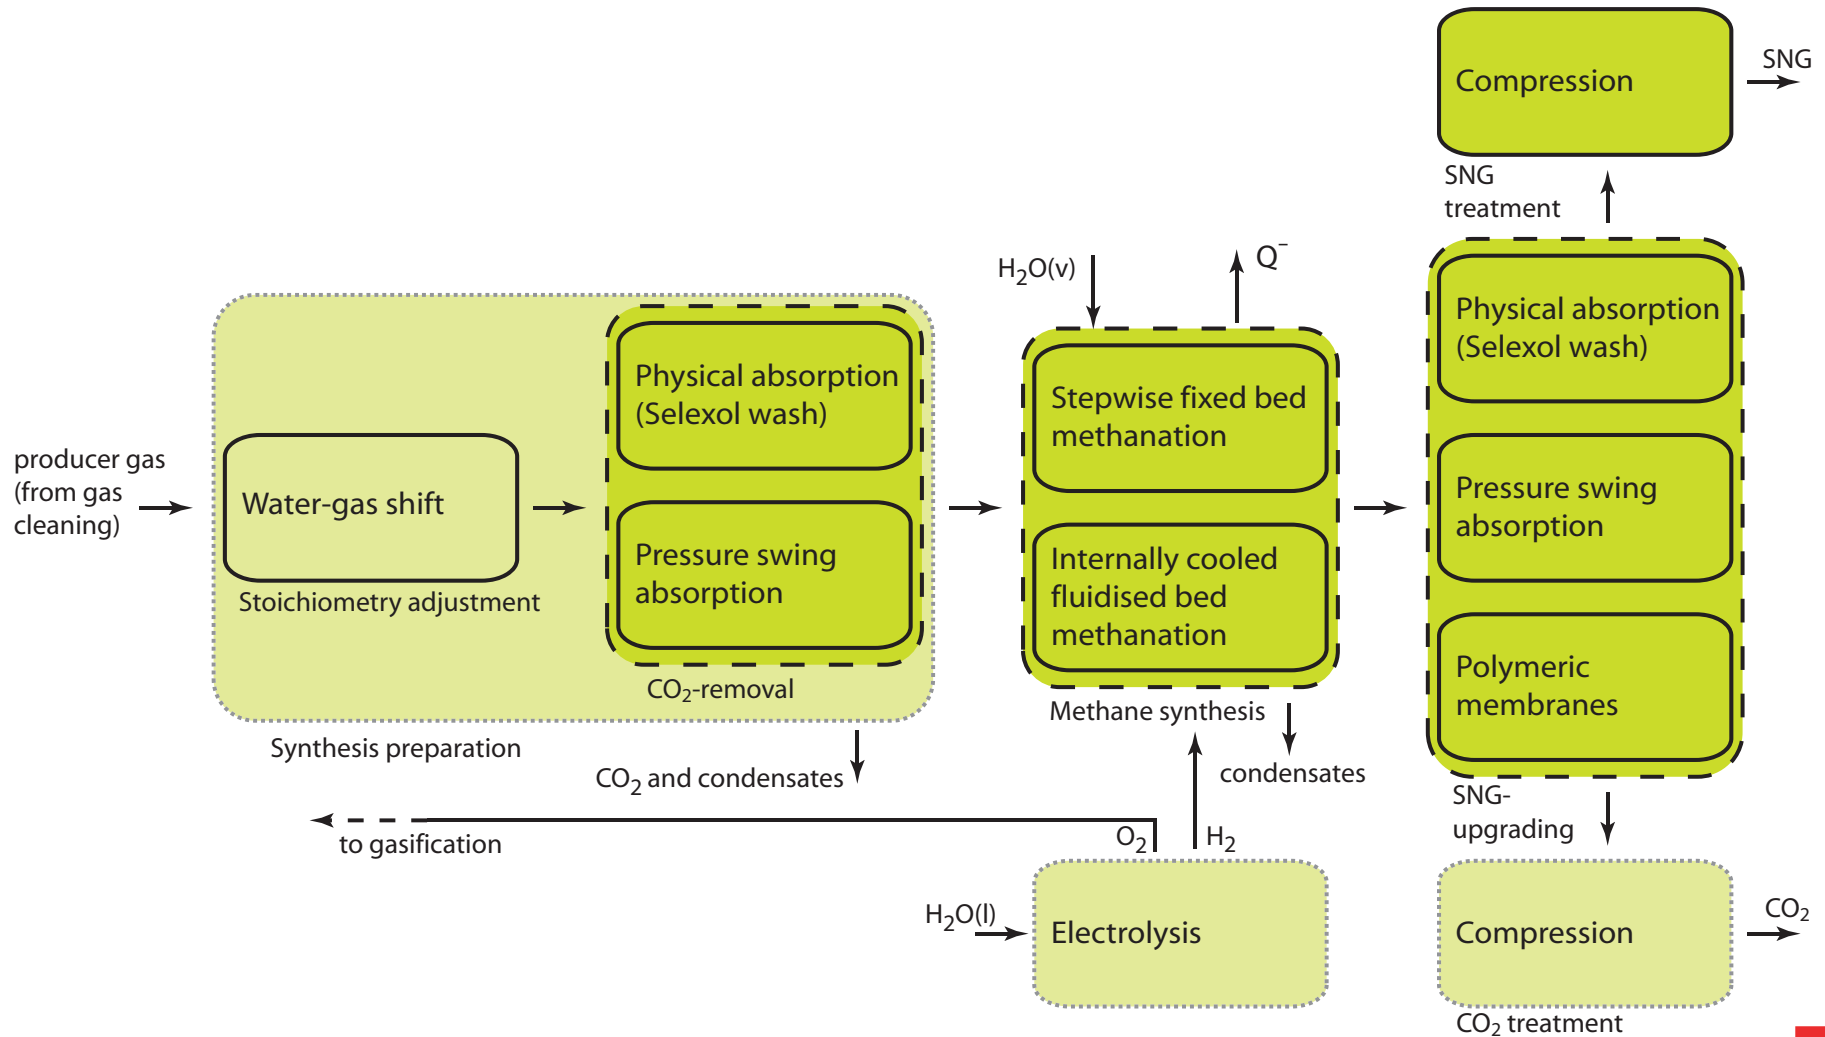 Compression
SNG
SNG
treatment
Physical absorption
(Selexol wash)
Pressure swing
absorption
Polymeric
membranes
SNG-
upgrading
Compression
CO₂
CO₂ treatment
H₂O(v)
Q⁻
Stepwise fixed bed
methanation
Internally cooled
fluidised bed
methanation
Methane synthesis
condensates
producer gas
(from gas
cleaning)
Water-gas shift
Stoichiometry adjustment
Physical absorption
(Selexol wash)
Pressure swing
absorption
CO₂-removal
Synthesis preparation
CO₂ and condensates
to gasification
O₂
H₂
H₂O(l)
Electrolysis